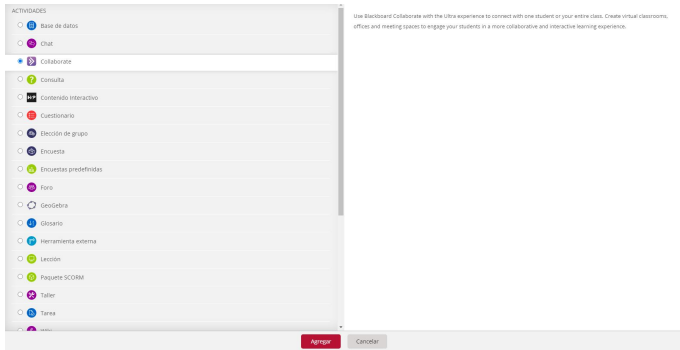 ACTIVIDADES
Base de datos
Chat
Collaborate
Consulta
H-P
Contenido Interactivo
Cuestionario
Elección de grupo
Encuesta
Encuestas predefinidas
Foro
GeoGebra
Glosario
Herramienta externa
Lección
Paquete SCORM
Taller
Tarea
Use Blackboard Collaborate with the Ultra experience to connect with one student or your entire class. Create virtual classrooms,
offices and meeting spaces to engage your students in a more collaborative and interactive learning experience.
Agregar
Cancelar